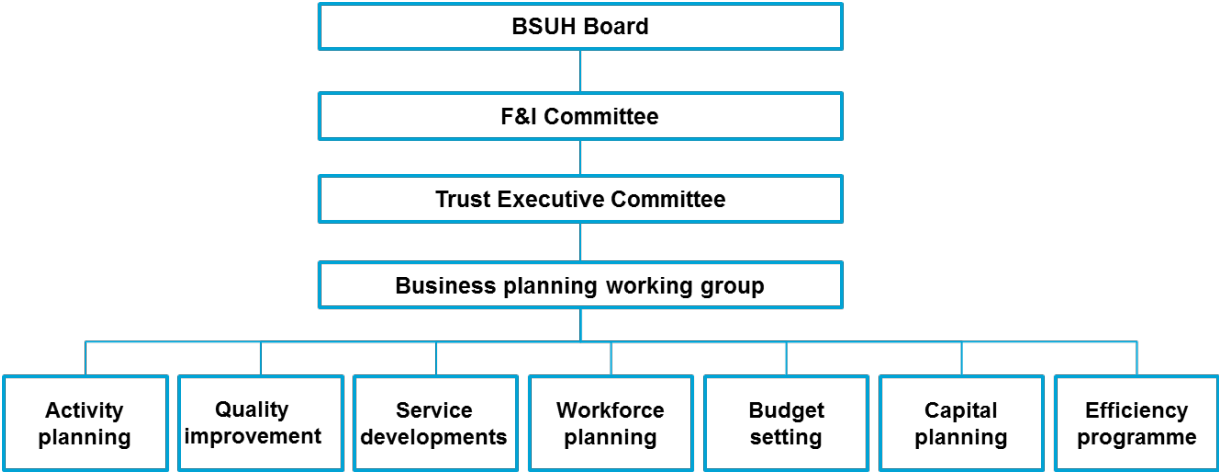 BSUH Board
F&I Committee
Trust Executive Committee
Business planning working group
Activity
planning
Quality
improvement
Service
developments
Workforce
planning
Budget
setting
Capital
planning
Efficiency
programme